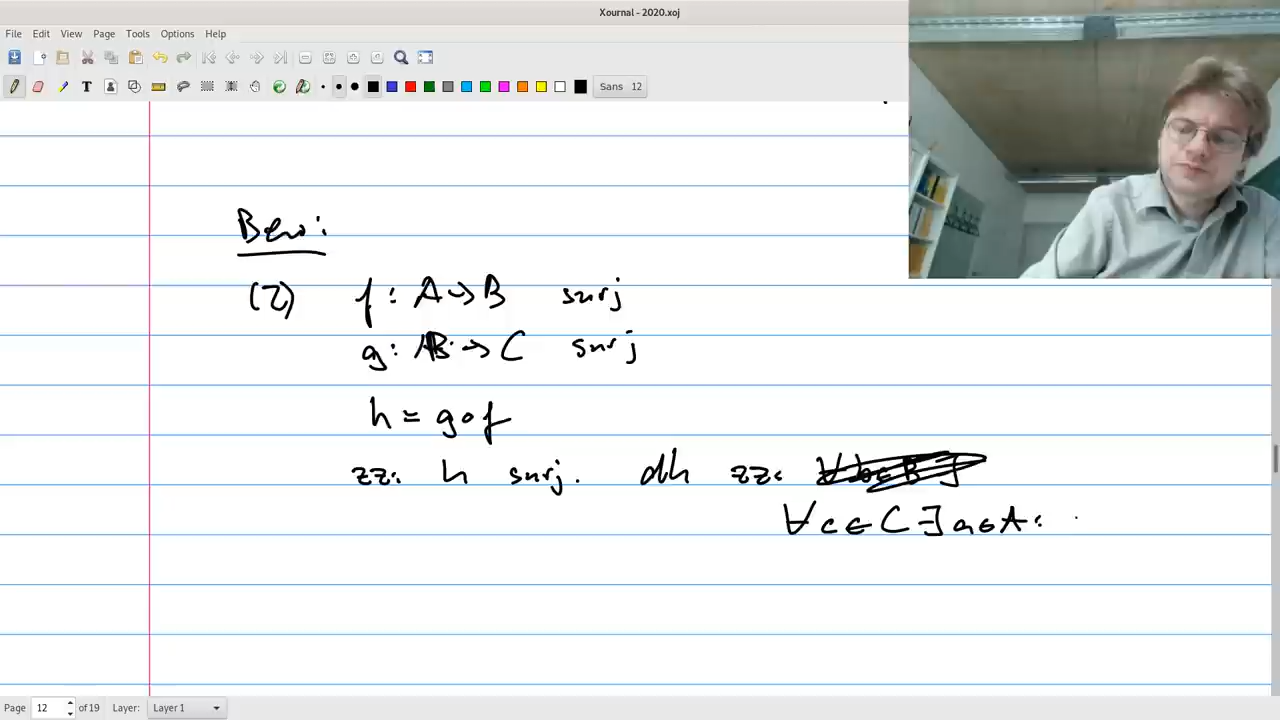 Xournal - 2020.xoj
File Edit View Page Tools Options Help
Sans 12
Bew:
(2) f: A → B surj
g: B → C surj
h = g∘f
zz: h surj. dh zz:
∀ c ∈ C ∃ a ∈ A:
Page 12 of 19 Layer: Layer 1